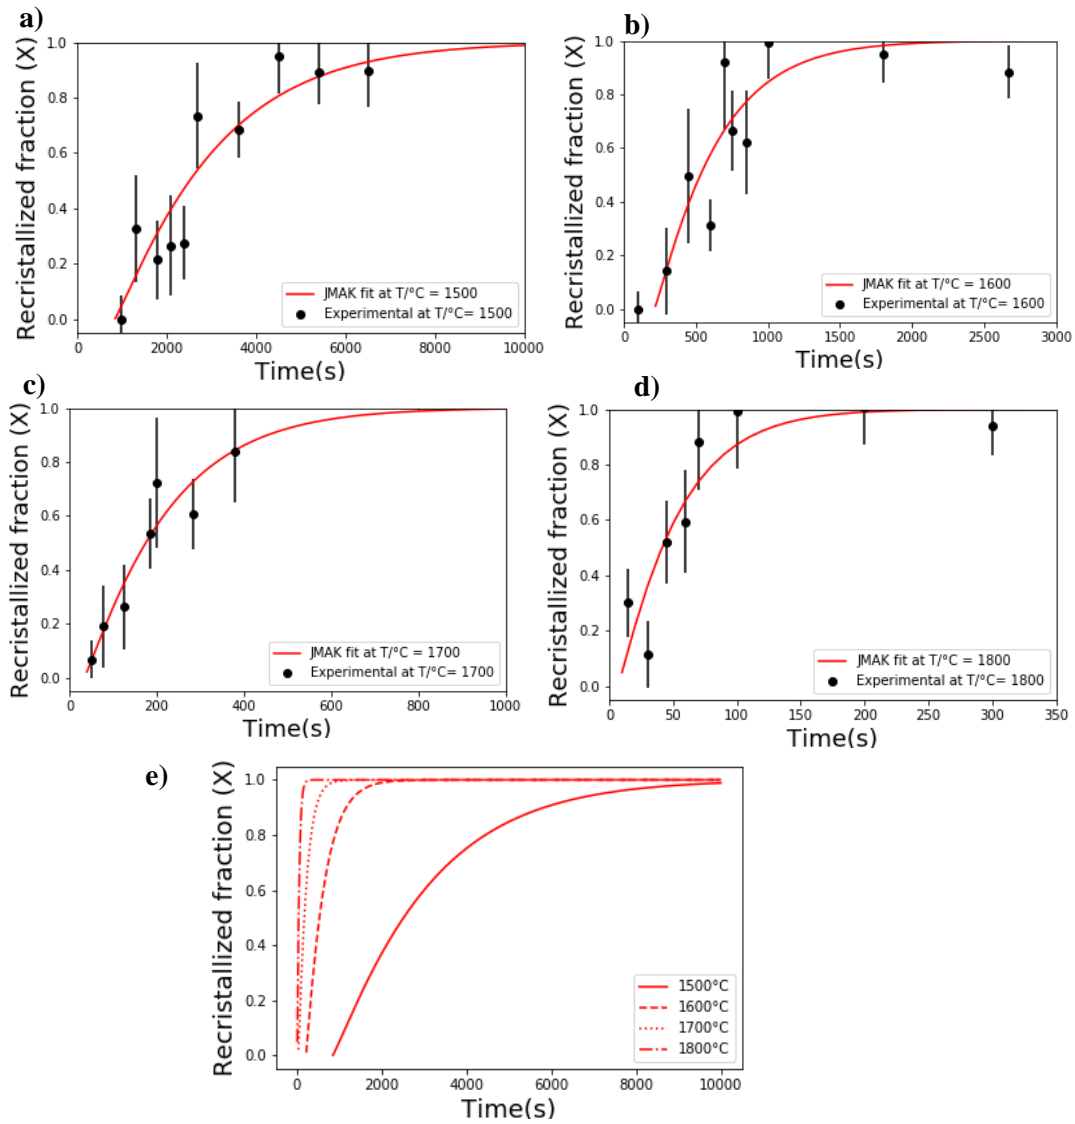 a)
Recristallized fraction (X)
1.0
0.8
0.6
0.4
0.2
0.0
JMAK fit at T/°C = 1500
Experimental at T/°C= 1500
0 2000 4000 6000 8000 10000
Time(s)
b)
Recristallized fraction (X)
1.0
0.8
0.6
0.4
0.2
0.0
JMAK fit at T/°C = 1600
Experimental at T/°C= 1600
0 500 1000 1500 2000 2500 3000
Time(s)
c)
Recristallized fraction (X)
1.0
0.8
0.6
0.4
0.2
0.0
JMAK fit at T/°C = 1700
Experimental at T/°C= 1700
0 200 400 600 800 1000
Time(s)
d)
Recristallized fraction (X)
1.0
0.8
0.6
0.4
0.2
0.0
JMAK fit at T/°C = 1800
Experimental at T/°C= 1800
0 50 100 150 200 250 300 350
Time(s)
e)
Recristallized fraction (X)
1.0
0.8
0.6
0.4
0.2
0.0
1500°C
1600°C
1700°C
1800°C
0 2000 4000 6000 8000 10000
Time(s)